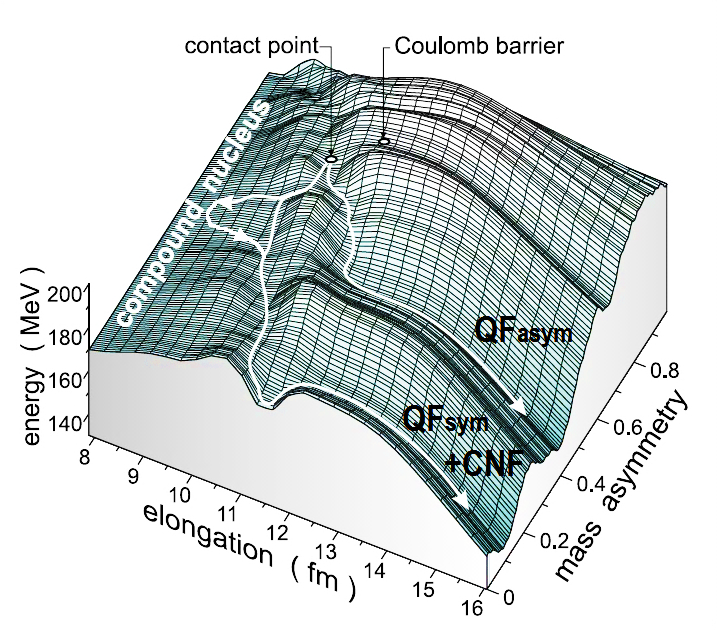 contact point
Coulomb barrier
compound nucleus
energy ( MeV )
200
180
160
140
8
9
10
11
12
13
14
15
16
elongation ( fm )
0
0.2
0.4
0.6
0.8
mass asymmetry
QFasym
QFsym
+CNF